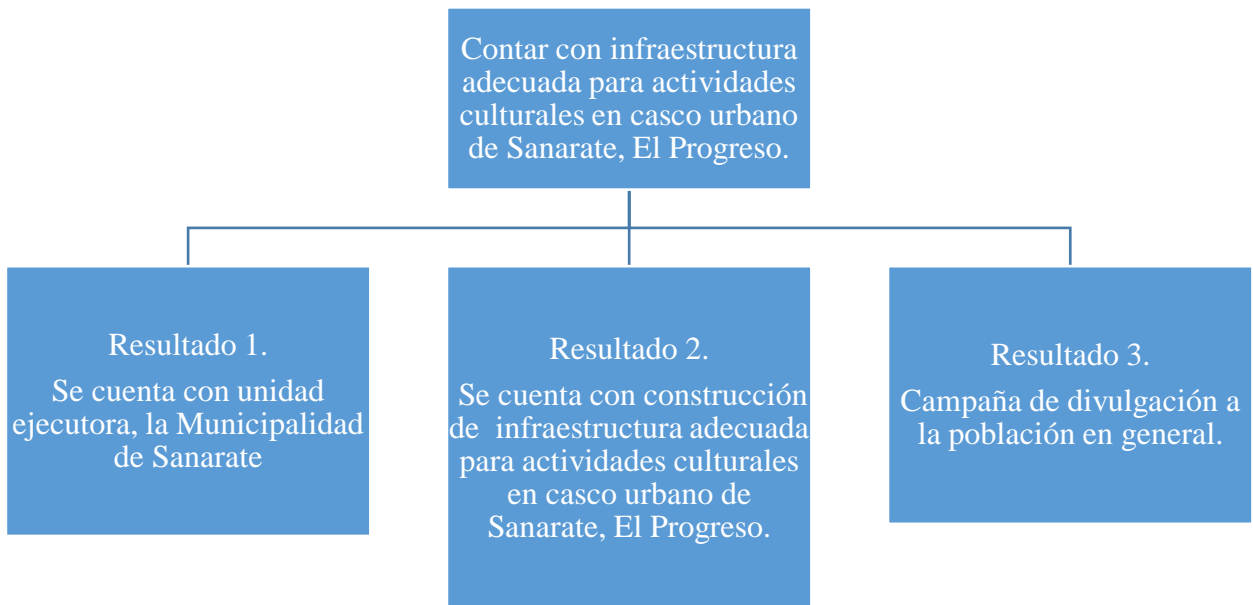 Contar con infraestructura
adecuada para actividades
culturales en casco urbano
de Sanarate, El Progreso.
Resultado 1.
Se cuenta con unidad
ejecutora, la Municipalidad
de Sanarate
Resultado 2.
Se cuenta con construcción
de infraestructura adecuada
para actividades culturales
en casco urbano de
Sanarate, El Progreso.
Resultado 3.
Campaña de divulgación a
la población en general.